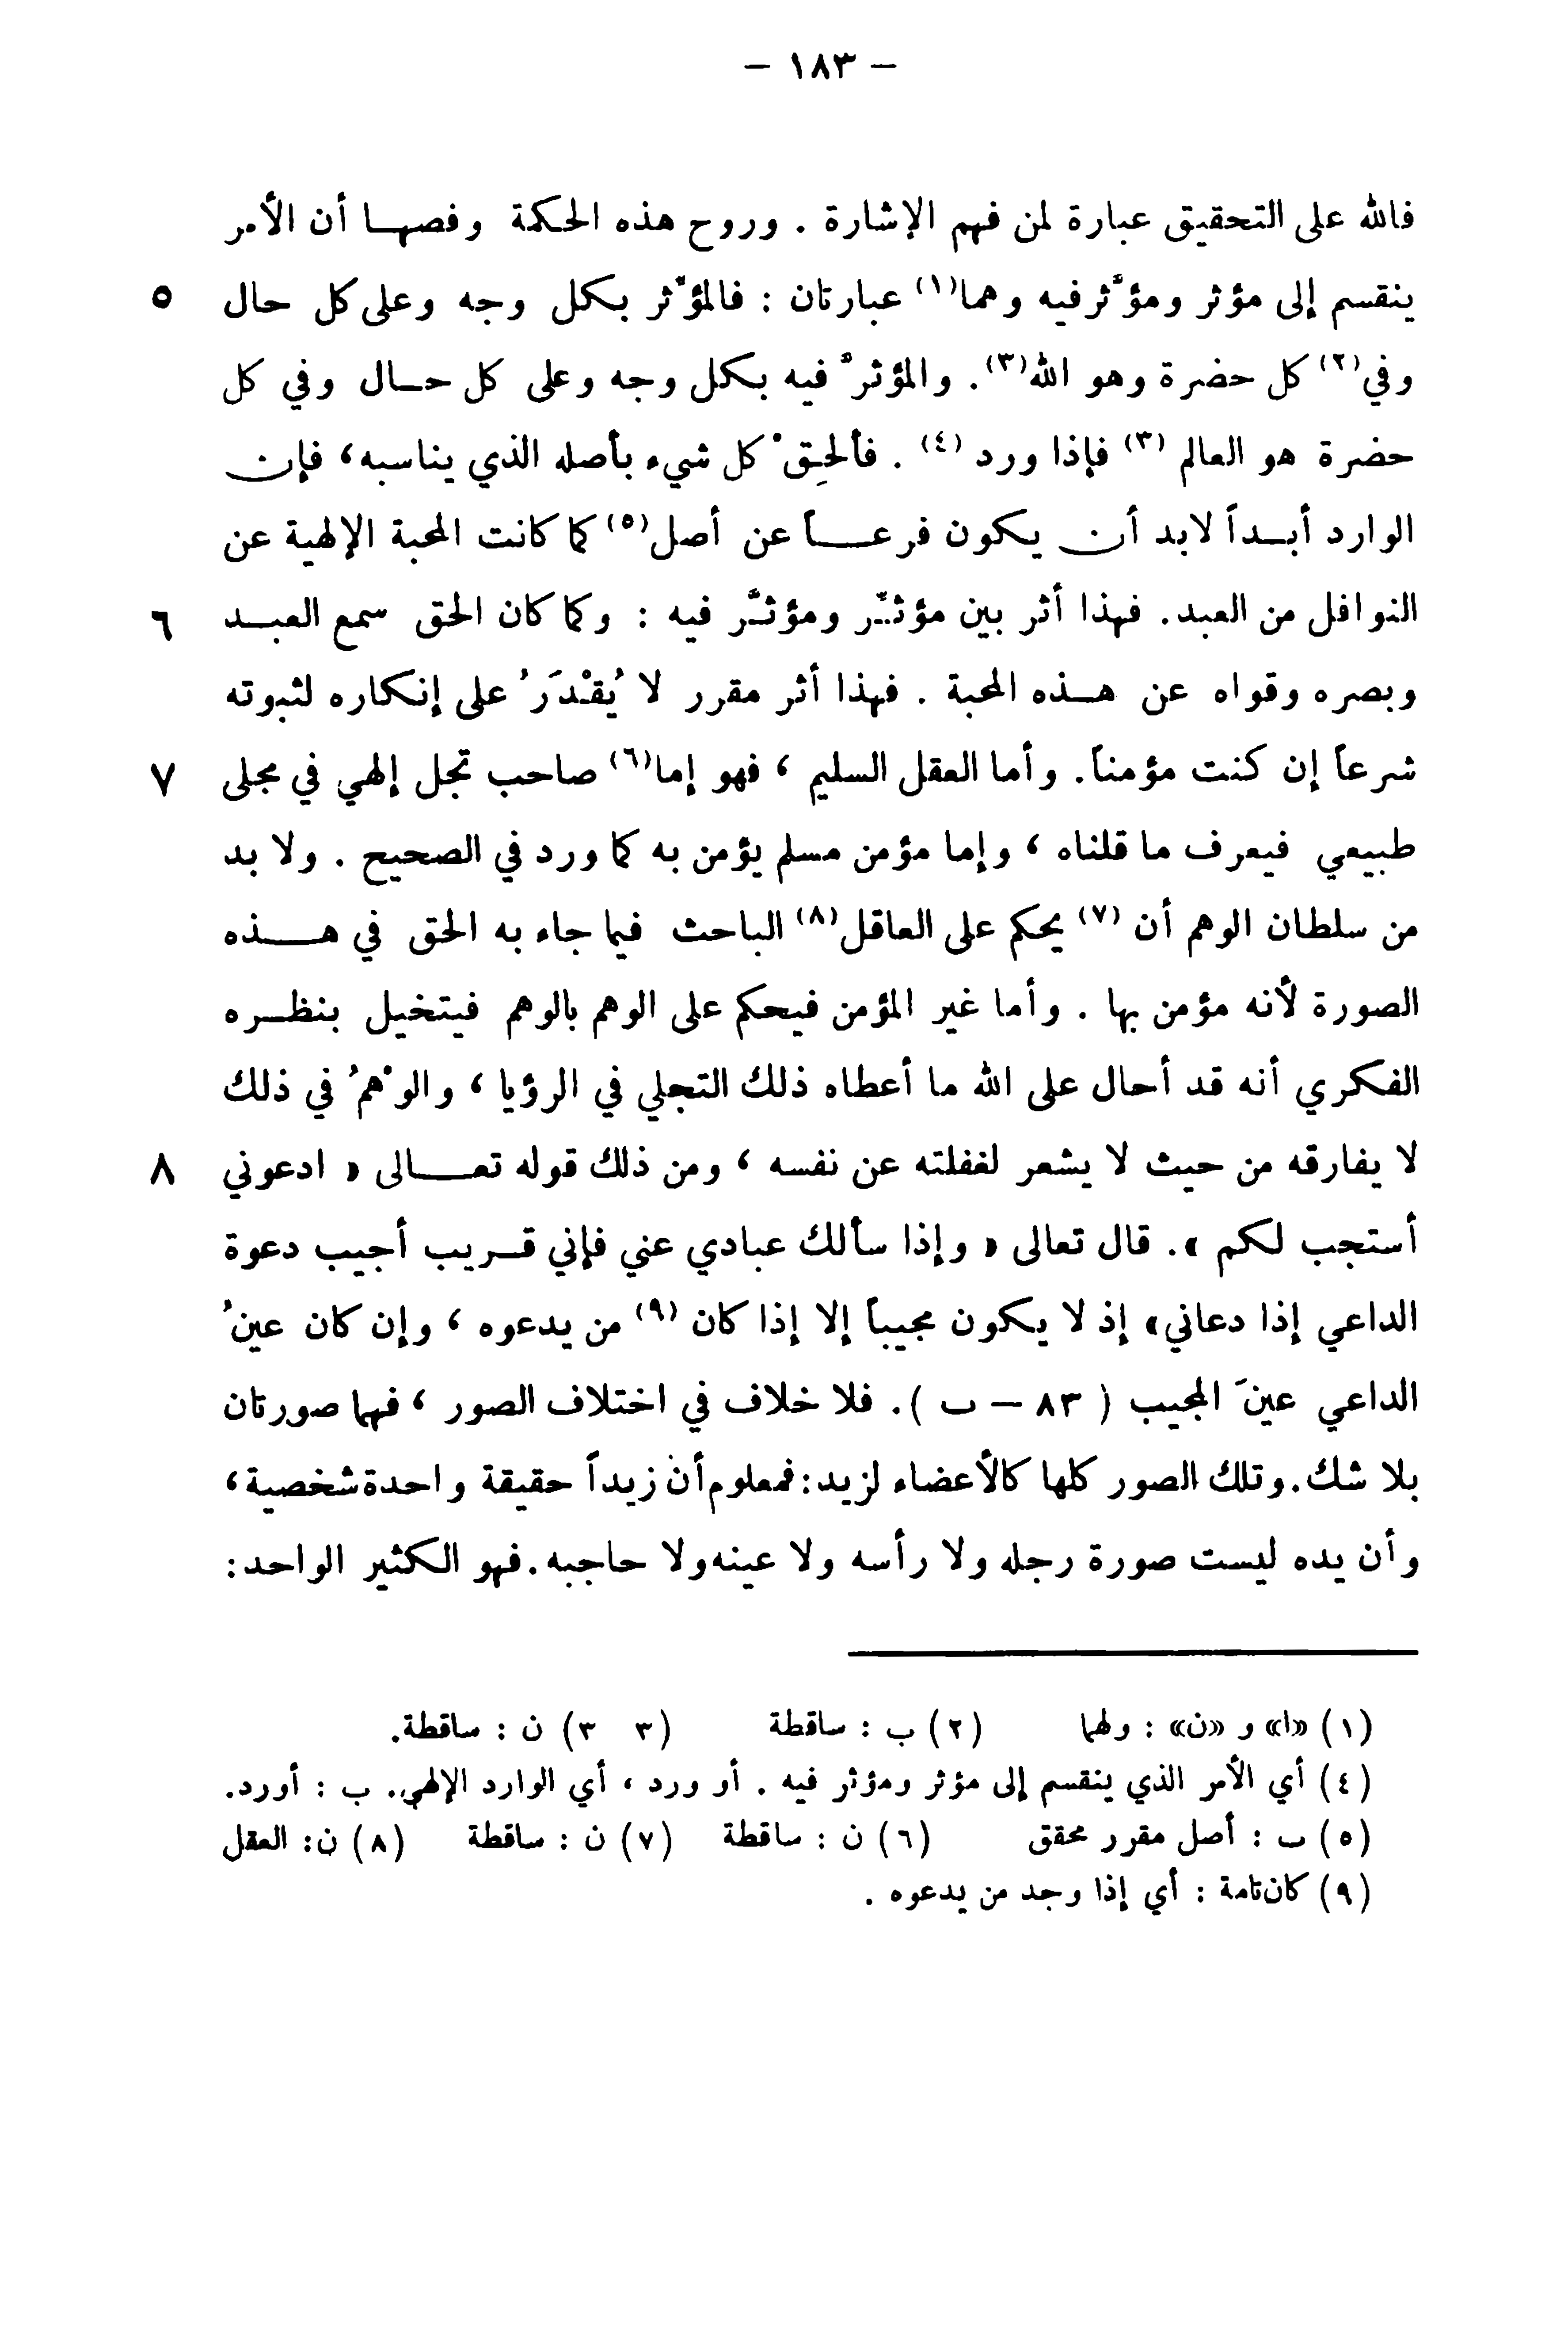 – ١٨٣ –
فالله على التحقيق عبارة لمن فهم الإشارة . وروح هذه الحكمة وفصها أن الأمر
ينقسم إلى مؤثر ومؤثَر فيه وهما(١) عبارتان : فالمؤثر بكل وجه وعلى كل حال ٥
وفي(٢) كل حضرة وهو الله(٣). والمؤثرُ فيه بكل وجه وعلى كل حال وفي كل
حضرة هو العالم (٣) فإذا ورد (٤) . فألحِقْ كل شيء بأصله الذي يناسبه، فإن
الوارد أبداً لابد أن يكون فرعاً عن أصل(٥) كما كانت المحبة الإلهية عن
النوافل من العبد. فهذا أثر بين مؤثِّر ومؤثَّر فيه : وكما كان الحق سمع العبد ٦
وبصره وقواه عن هذه المحبة . فهذا أثر مقرر لا يُقْدَرُ على إنكاره لثبوته
شرعاً إن كنت مؤمناً. وأما العقل السليم ، فهو إما(٦) صاحب تجل إلهي في مجلى ٧
طبيعي فيعرف ما قلناه ، وإما مؤمن مسلم يؤمن به كما ورد في الصحيح . ولا بد
من سلطان الوهم أن (٧) يحكم على العاقل(٨) الباحث فيما جاء به الحق في هذه
الصورة لأنه مؤمن بها . وأما غير المؤمن فيحكم على الوهم بالوهم فيتخيل بنظره
الفكري أنه قد أحال على الله ما أعطاه ذلك التجلي في الرؤيا ، والوْهمُ في ذلك
لا يفارقه من حيث لا يشعر لغفلته عن نفسه ، ومن ذلك قوله تعالى « ادعوني ٨
أستجب لكم ». قال تعالى « وإذا سألك عبادي عني فإني قريب أجيب دعوة
الداعي إذا دعاني» إذ لا يكون مجيباً إلا إذا كان (٩) من يدعوه ، وإن كان عينُ
الداعي عينَ المجيب ( ٨٣ – ب ). فلا خلاف في اختلاف الصور ، فهما صورتان
بلا شك. وتلك الصور كلها كالأعضاء لزيد: فمعلوم أن زيداً حقيقة واحدة شخصية،
وأن يده ليست صورة رجله ولا رأسه ولا عينه ولا حاجبه. فهو الكثير الواحد:
(١) «ا» و «ن» : ولهما (٢) ب : ساقطة (٣ ٣) ن : ساقطة.
(٤) أي الأمر الذي ينقسم إلى مؤثر ومؤثر فيه . أو ورد ، أي الوارد الإلهي. ب : أورد.
(٥) ب : أصل مقرر محقق (٦) ن : ساقطة (٧) ن : ساقطة (٨) ن: العقل
(٩) كان تامة : أي إذا وجد من يدعوه .